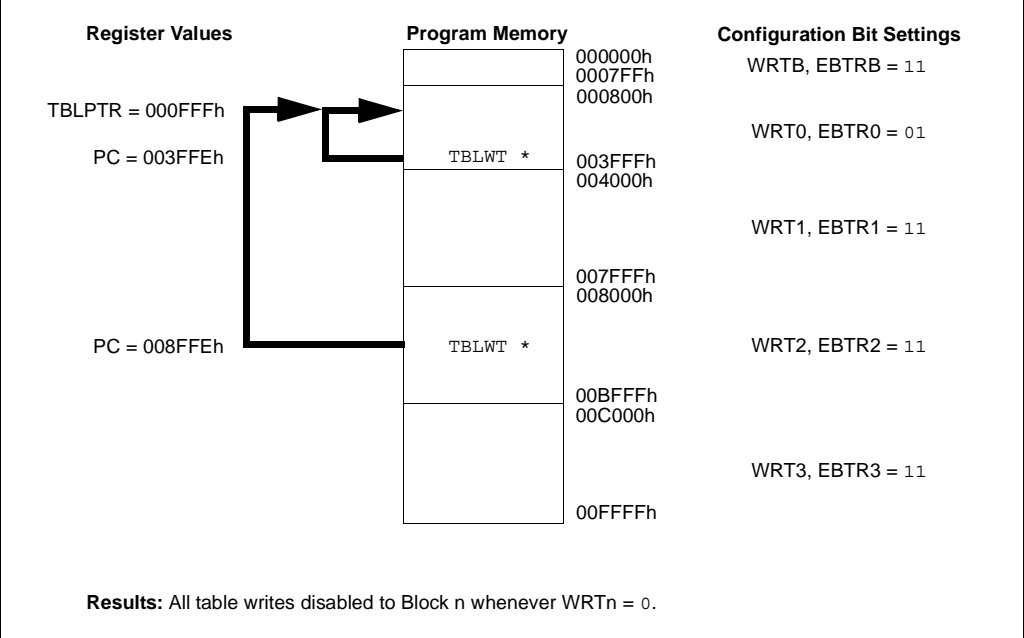 Register Values Program Memory Configuration Bit Settings
000000h
WRTB, EBTRB = 11
0007FFh
000800h
TBLPTR = 000FFFh
WRT0, EBTR0 = 01
PC = 003FFEh TBLWT * 003FFFh
004000h
WRT1, EBTR1 = 11
007FFFh
008000h
PC = 008FFEh TBLWT * WRT2, EBTR2 = 11
00BFFFh
00C000h
WRT3, EBTR3 = 11
00FFFFh
Results: All table writes disabled to Block n whenever WRTn = 0.